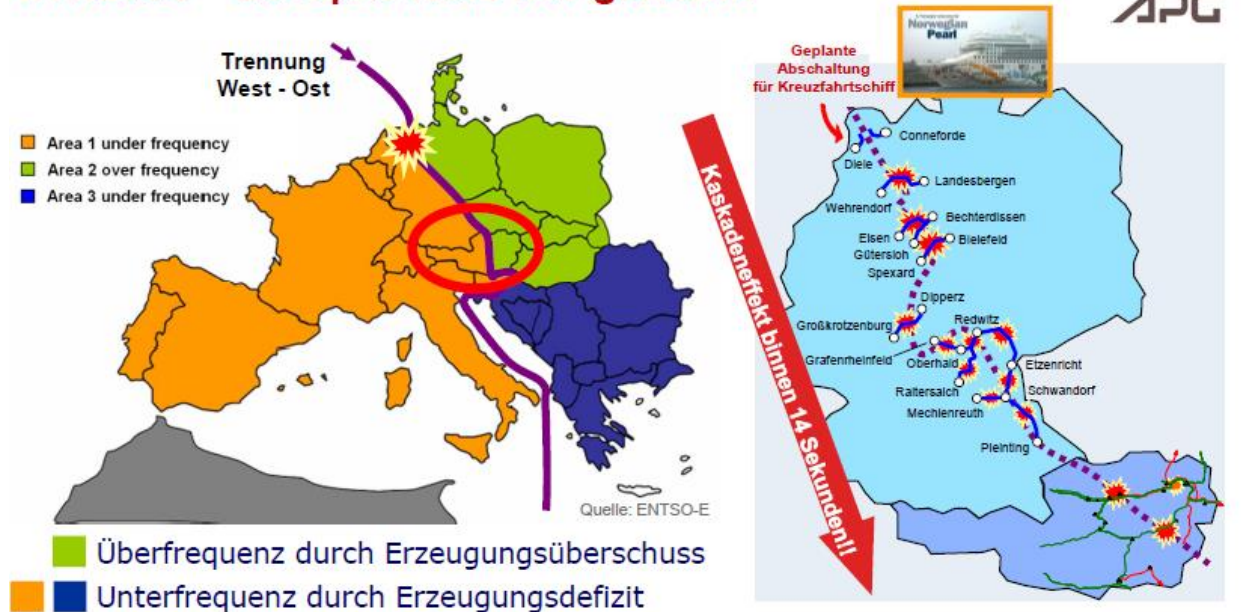 APG
Trennung
West - Ost
Area 1 under frequency
Area 2 over frequency
Area 3 under frequency
Quelle: ENTSO-E
Überfrequenz durch Erzeugungsüberschuss
Unterfrequenz durch Erzeugungsdefizit
Norwegian
Pearl
Geplante
Abschaltung
für Kreuzfahrtschiff
Kaskadeneffekt binnen 14 Sekunden!!
Conneforde
Diele
Landesbergen
Wehrendorf
Bechterdissen
Elsen
Bielefeld
Gütersloh
Spexard
Dipperz
Großkrotzenburg
Redwitz
Grafenrheinfeld
Oberhaid
Etzenricht
Raitersaich
Schwandorf
Mechlenreuth
Pleinting